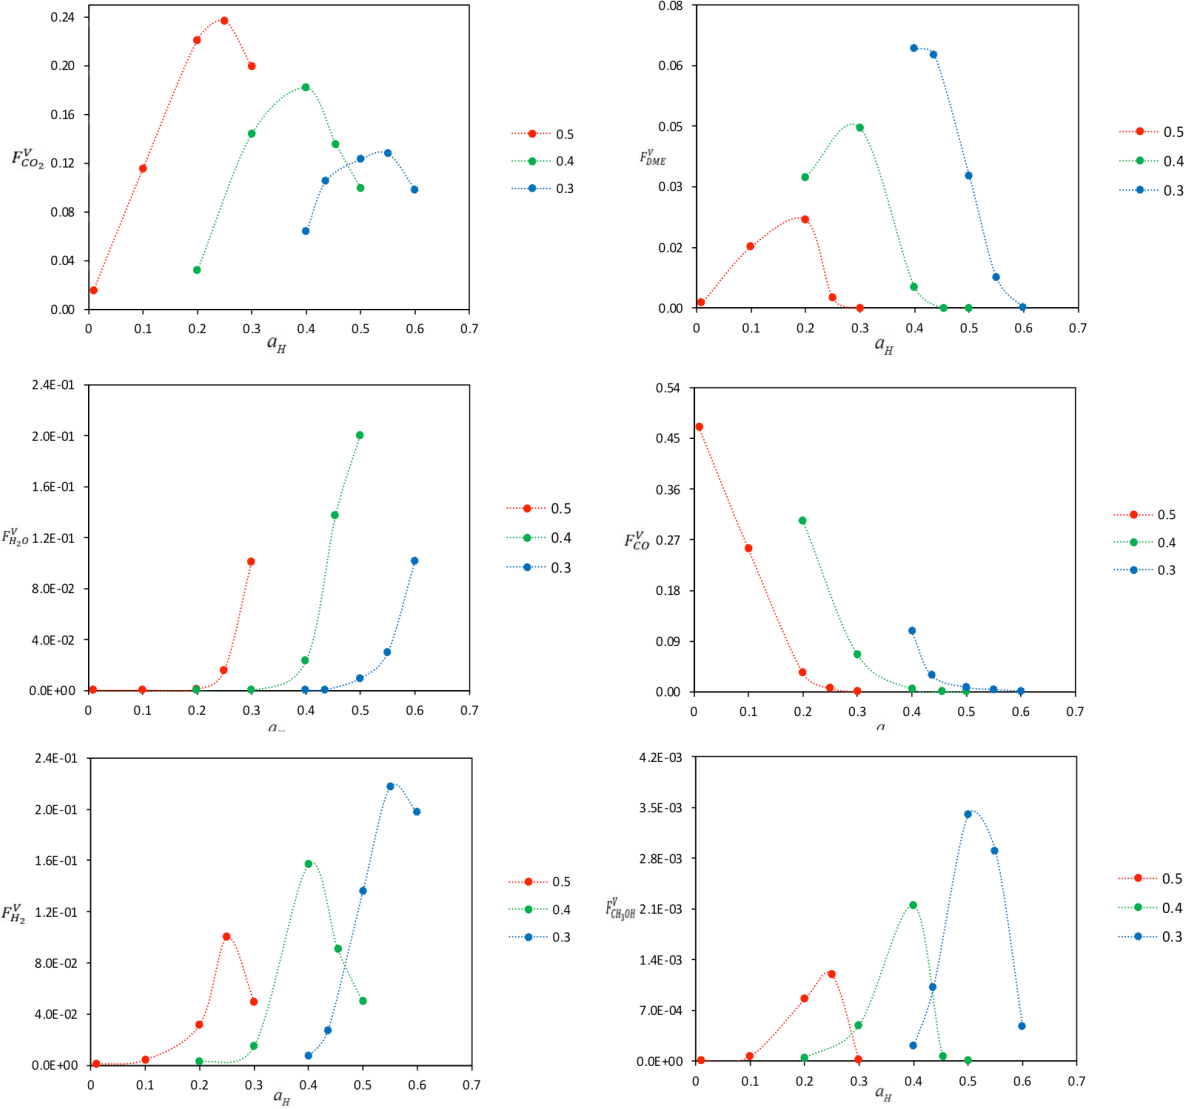 0.24
0.20
0.16
0.12
0.08
0.04
0.00
F^V_{CO_2}
0 0.1 0.2 0.3 0.4 0.5 0.6 0.7
a_H
0.5
0.4
0.3
0.08
0.06
0.05
0.03
0.02
0.00
F^V_{DME}
0 0.1 0.2 0.3 0.4 0.5 0.6 0.7
a_H
0.5
0.4
0.3
2.4E-01
2.0E-01
1.6E-01
1.2E-01
8.0E-02
4.0E-02
0.0E+00
F^V_{H_2O}
0 0.1 0.2 0.3 0.4 0.5 0.6 0.7
0.5
0.4
0.3
0.54
0.45
0.36
0.27
0.18
0.09
0.00
F^V_{CO}
0 0.1 0.2 0.3 0.4 0.5 0.6 0.7
a
0.5
0.4
0.3
2.4E-01
2.0E-01
1.6E-01
1.2E-01
8.0E-02
4.0E-02
0.0E+00
F^V_{H_2}
0 0.1 0.2 0.3 0.4 0.5 0.6 0.7
a_H
0.5
0.4
0.3
4.2E-03
3.5E-03
2.8E-03
2.1E-03
1.4E-03
7.0E-04
0.0E+00
F^V_{CH_3OH}
0 0.1 0.2 0.3 0.4 0.5 0.6 0.7
a_H
0.5
0.4
0.3